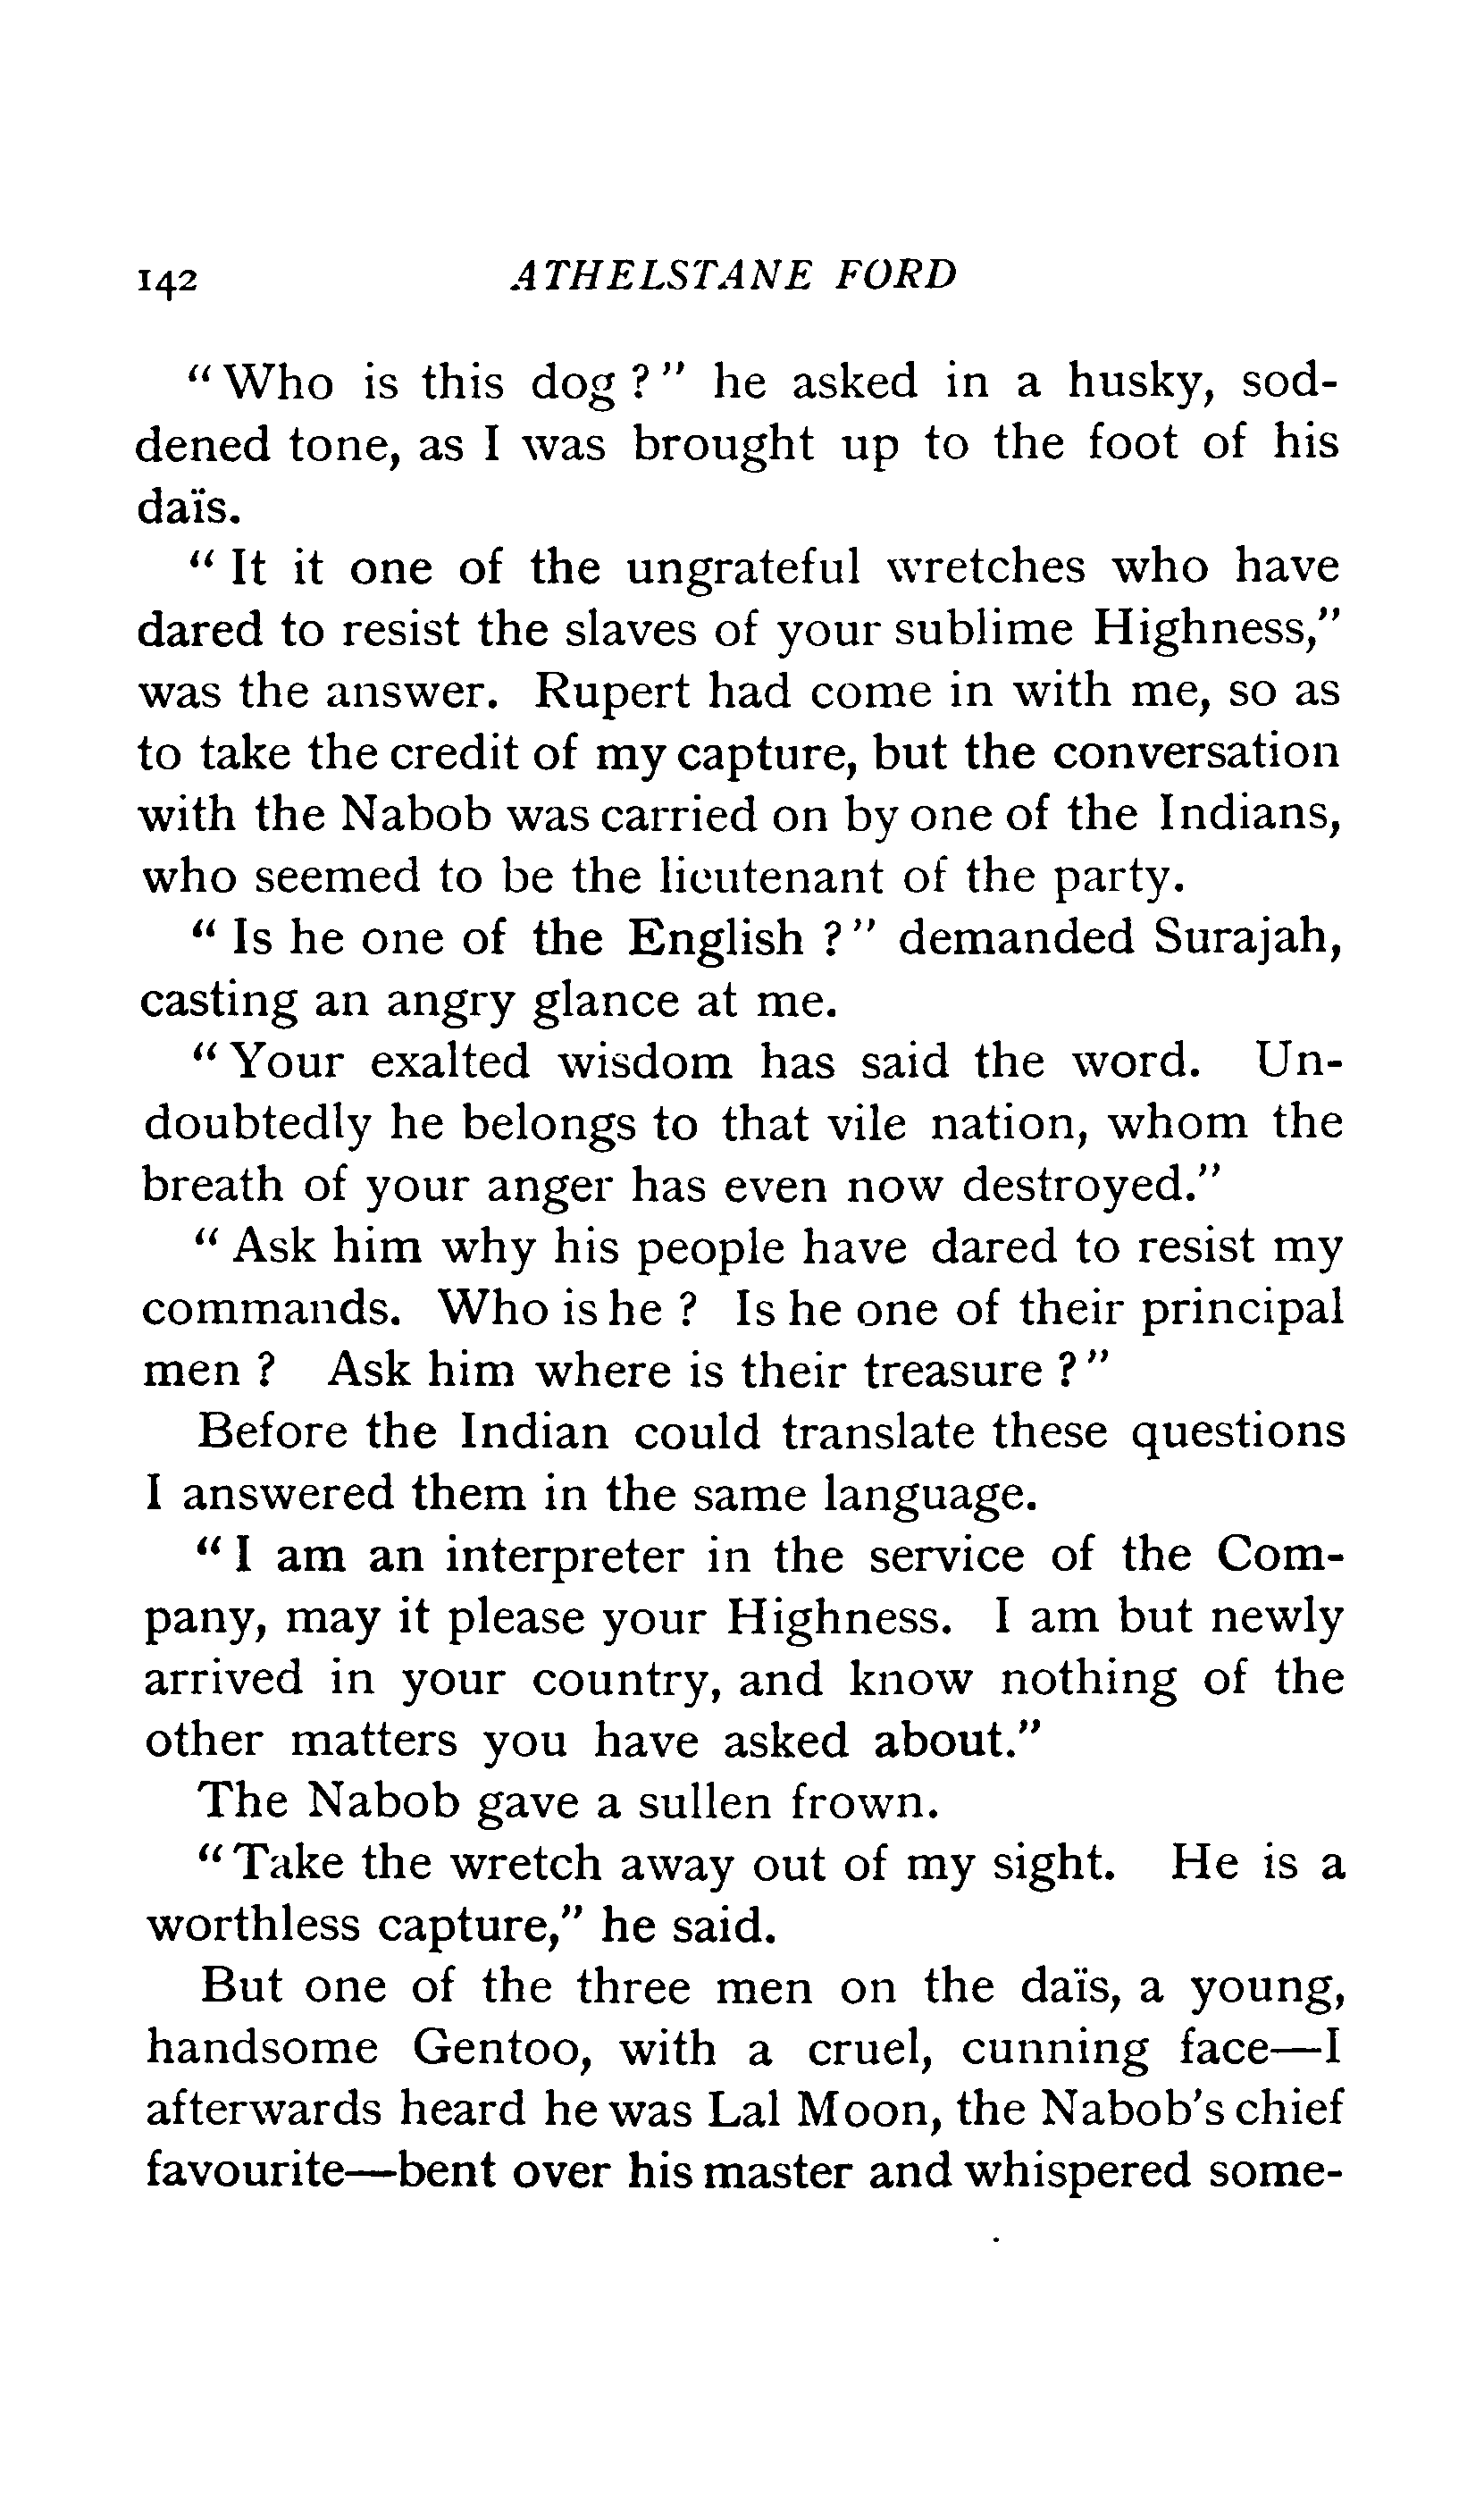 142 ATHELSTANE FORD
“Who is this dog?” he asked in a husky, sod-
dened tone, as I was brought up to the foot of his
daïs.
“It it one of the ungrateful wretches who have
dared to resist the slaves of your sublime Highness,”
was the answer. Rupert had come in with me, so as
to take the credit of my capture, but the conversation
with the Nabob was carried on by one of the Indians,
who seemed to be the lieutenant of the party.
“Is he one of the English?” demanded Surajah,
casting an angry glance at me.
“Your exalted wisdom has said the word. Un-
doubtedly he belongs to that vile nation, whom the
breath of your anger has even now destroyed.”
“Ask him why his people have dared to resist my
commands. Who is he? Is he one of their principal
men? Ask him where is their treasure?”
Before the Indian could translate these questions
I answered them in the same language.
“I am an interpreter in the service of the Com-
pany, may it please your Highness. I am but newly
arrived in your country, and know nothing of the
other matters you have asked about.”
The Nabob gave a sullen frown.
“Take the wretch away out of my sight. He is a
worthless capture,” he said.
But one of the three men on the daïs, a young,
handsome Gentoo, with a cruel, cunning face—I
afterwards heard he was Lal Moon, the Nabob's chief
favourite—bent over his master and whispered some-